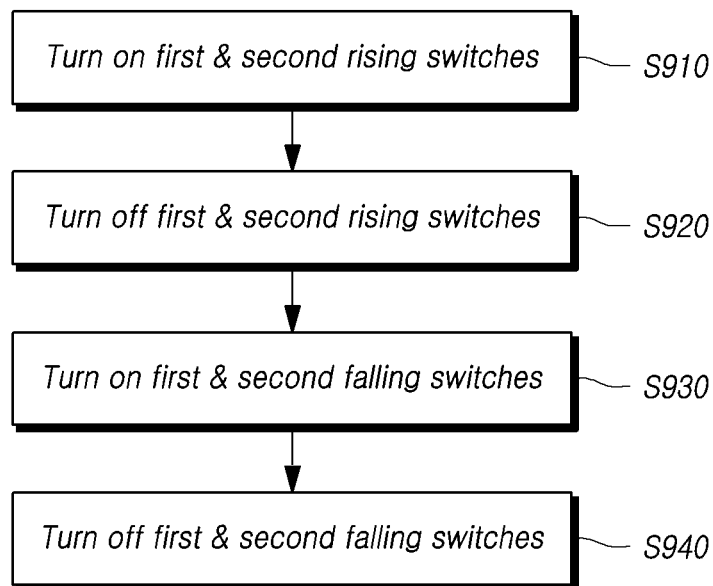 Turn on first & second rising switches
S910
Turn off first & second rising switches
S920
Turn on first & second falling switches
S930
Turn off first & second falling switches
S940